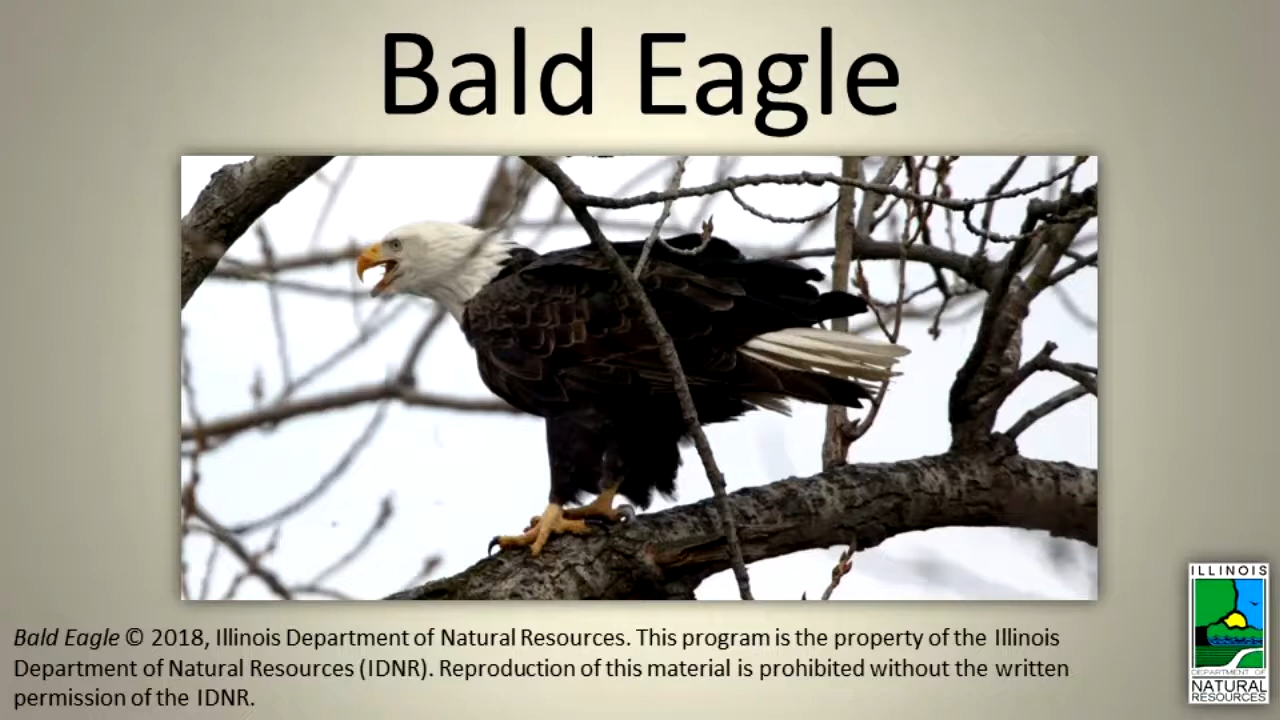 Bald Eagle
Bald Eagle © 2018, Illinois Department of Natural Resources. This program is the property of the Illinois
Department of Natural Resources (IDNR). Reproduction of this material is prohibited without the written
permission of the IDNR.
ILLINOIS
DEPARTMENT OF
NATURAL
RESOURCES